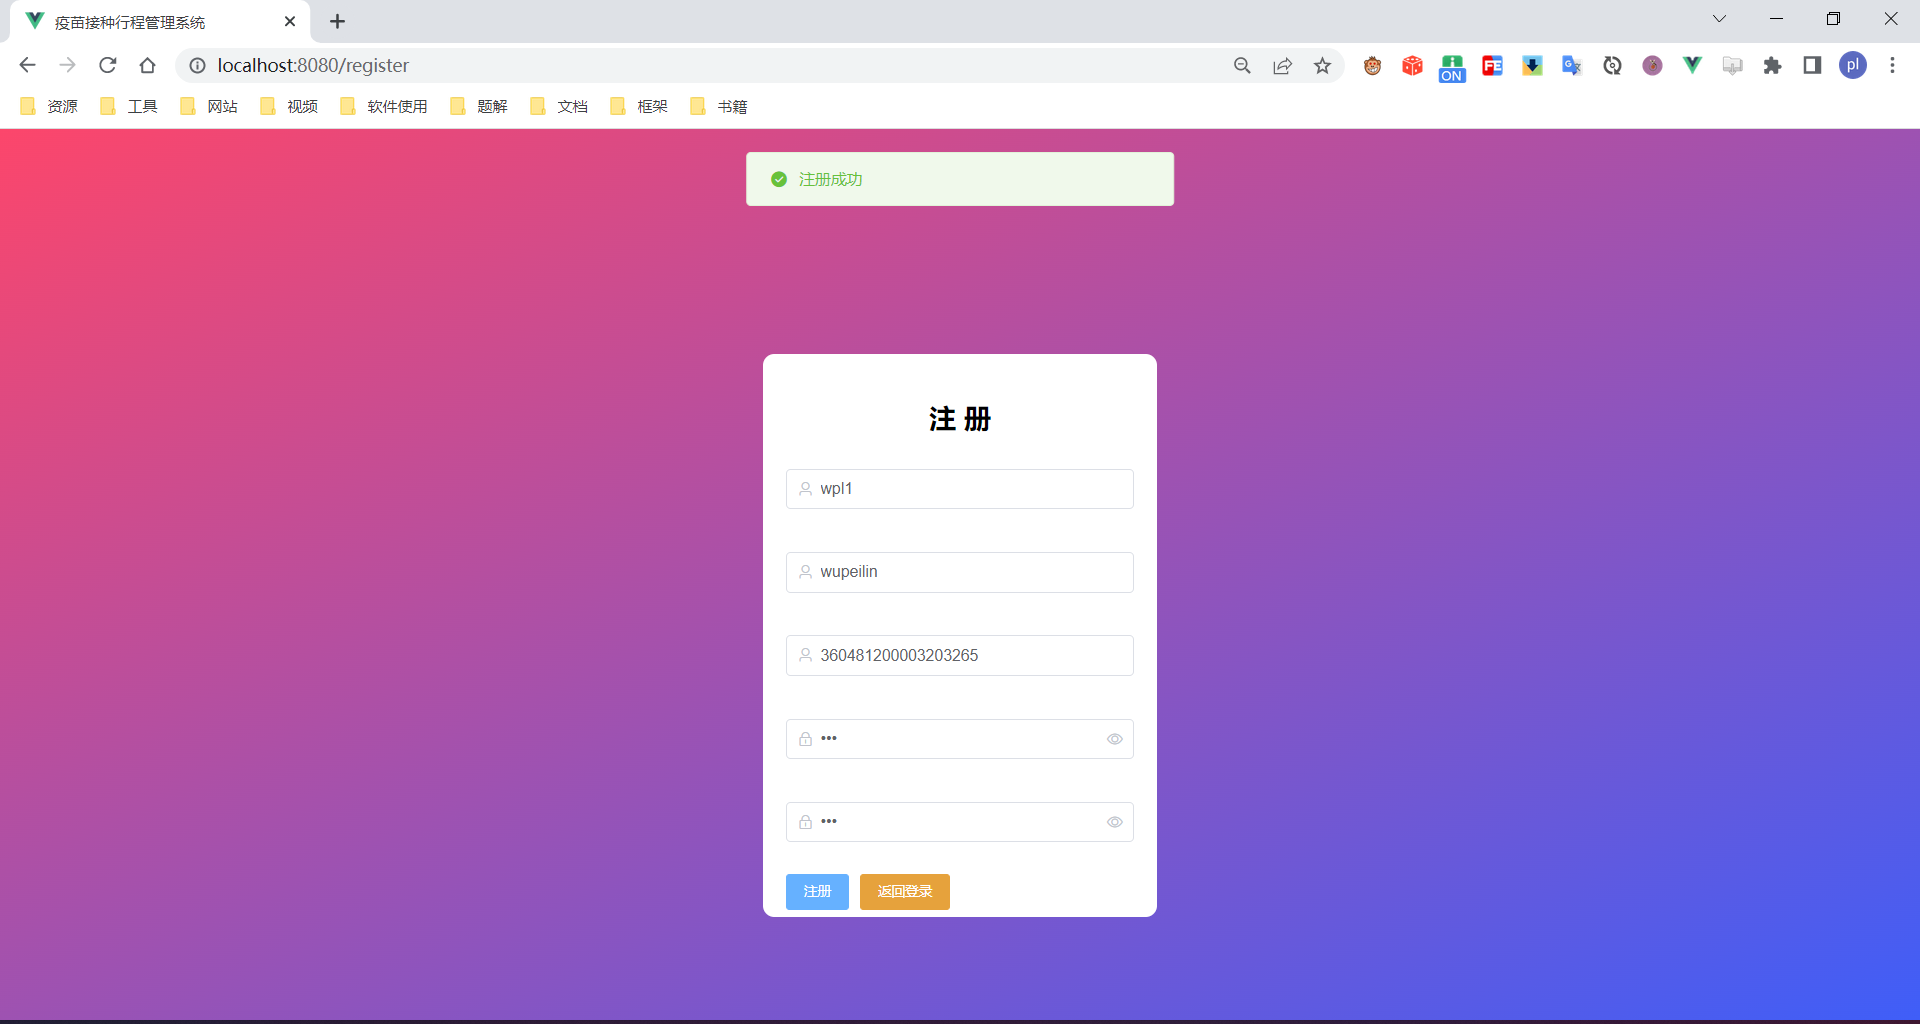 疫苗接种行程管理系统
localhost:8080/register
ON
FE
G
pl
资源 工具 网站 视频 软件使用 题解 文档 框架 书籍
注册成功
注 册
wpl1
wupeilin
360481200003203265
•••
•••
注册 返回登录